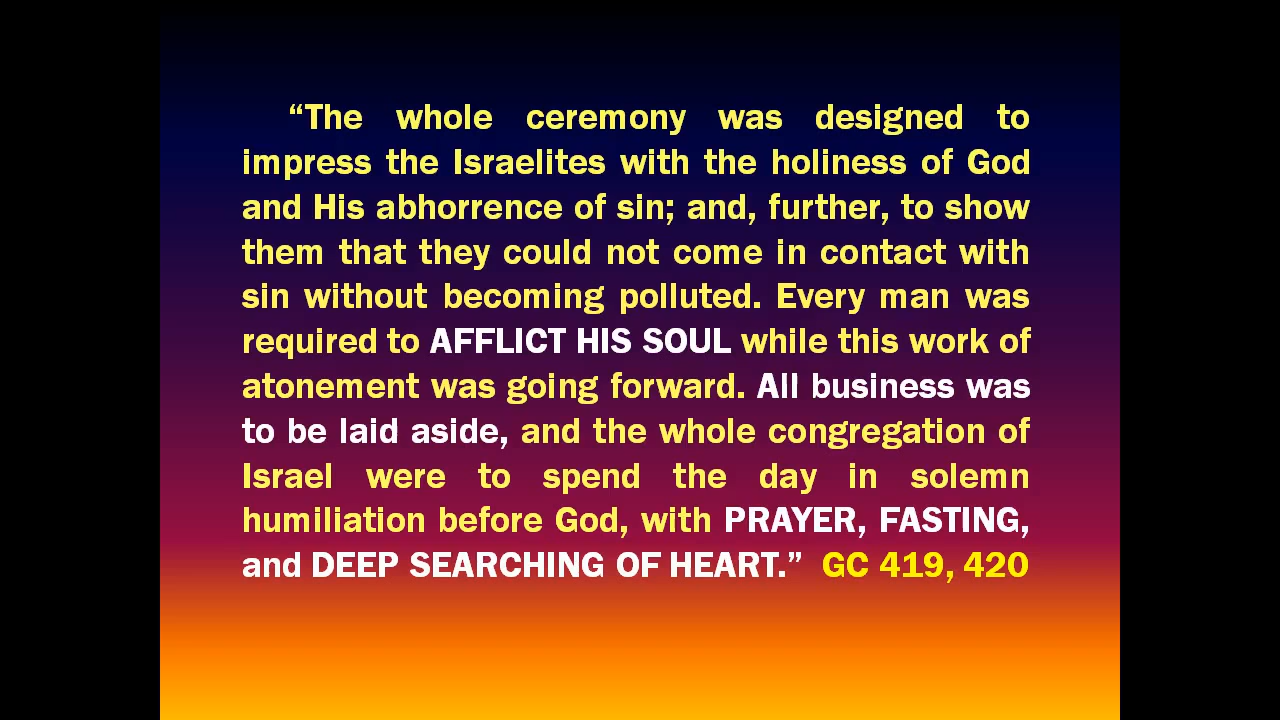 “The whole ceremony was designed to
impress the Israelites with the holiness of God
and His abhorrence of sin; and, further, to show
them that they could not come in contact with
sin without becoming polluted. Every man was
required to AFFLICT HIS SOUL while this work of
atonement was going forward. All business was
to be laid aside, and the whole congregation of
Israel were to spend the day in solemn
humiliation before God, with PRAYER, FASTING,
and DEEP SEARCHING OF HEART.” GC 419, 420